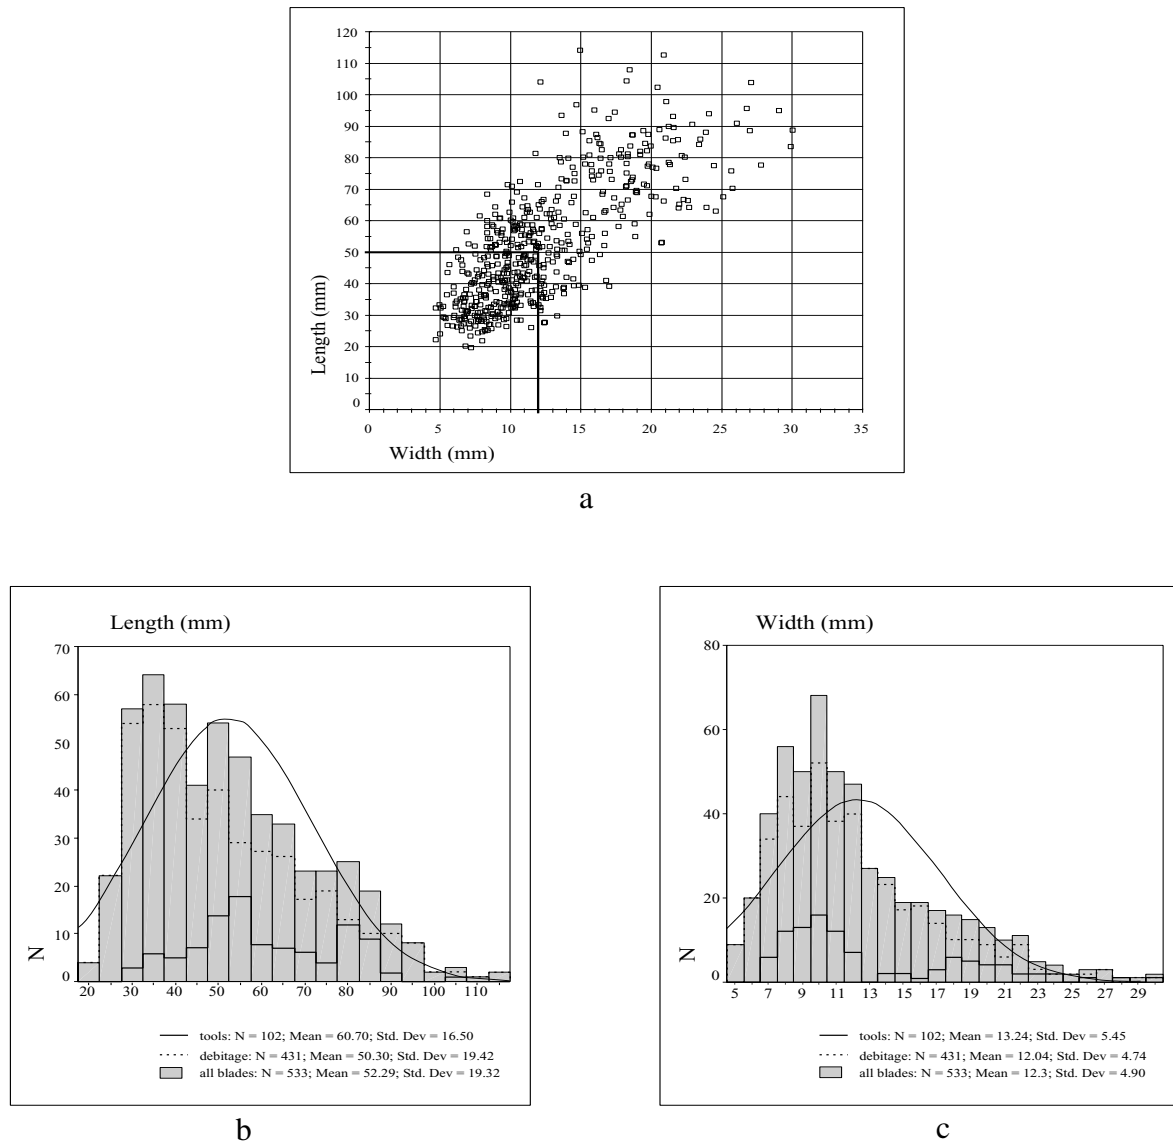 120
110
100
90
80
70
60
50
40
30
20
10
0
Length (mm)
0 5 10 15 20 25 30 35
Width (mm)
a
Length (mm)
70
60
50
40
30
20
10
0
N
20 30 40 50 60 70 80 90 100 110
tools: N = 102; Mean = 60.70; Std. Dev = 16.50
debitage: N = 431; Mean = 50.30; Std. Dev = 19.42
all blades: N = 533; Mean = 52.29; Std. Dev = 19.32
b
Width (mm)
80
60
40
20
0
N
5 7 9 11 13 15 17 19 21 23 25 27 29
tools: N = 102; Mean = 13.24; Std. Dev = 5.45
debitage: N = 431; Mean = 12.04; Std. Dev = 4.74
all blades: N = 533; Mean = 12.3; Std. Dev = 4.90
c